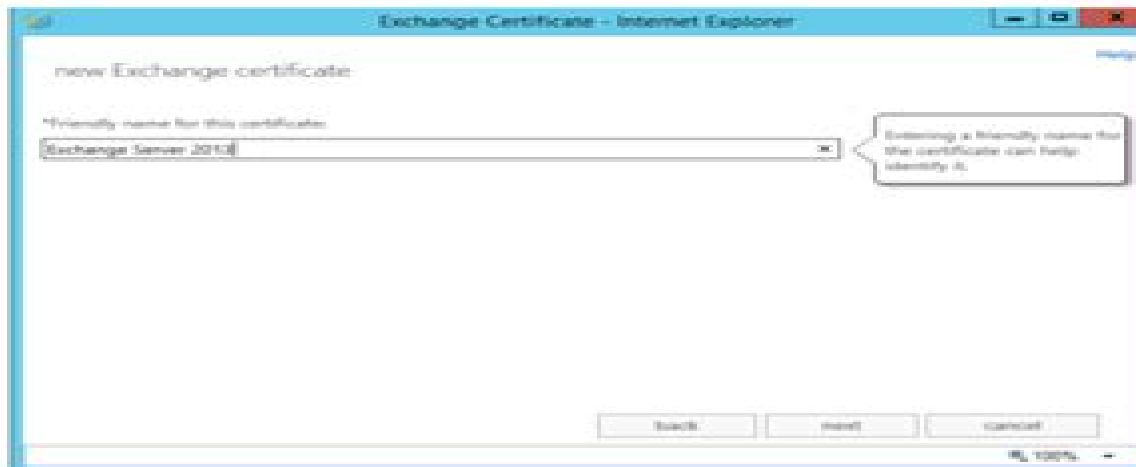 Exchange Certificate - Internet Explorer
Help
new Exchange certificate
*Friendly name for this certificate:
Exchange Server 2013
Entering a friendly name for
the certificate can help
identify it.
back
next
cancel
100%